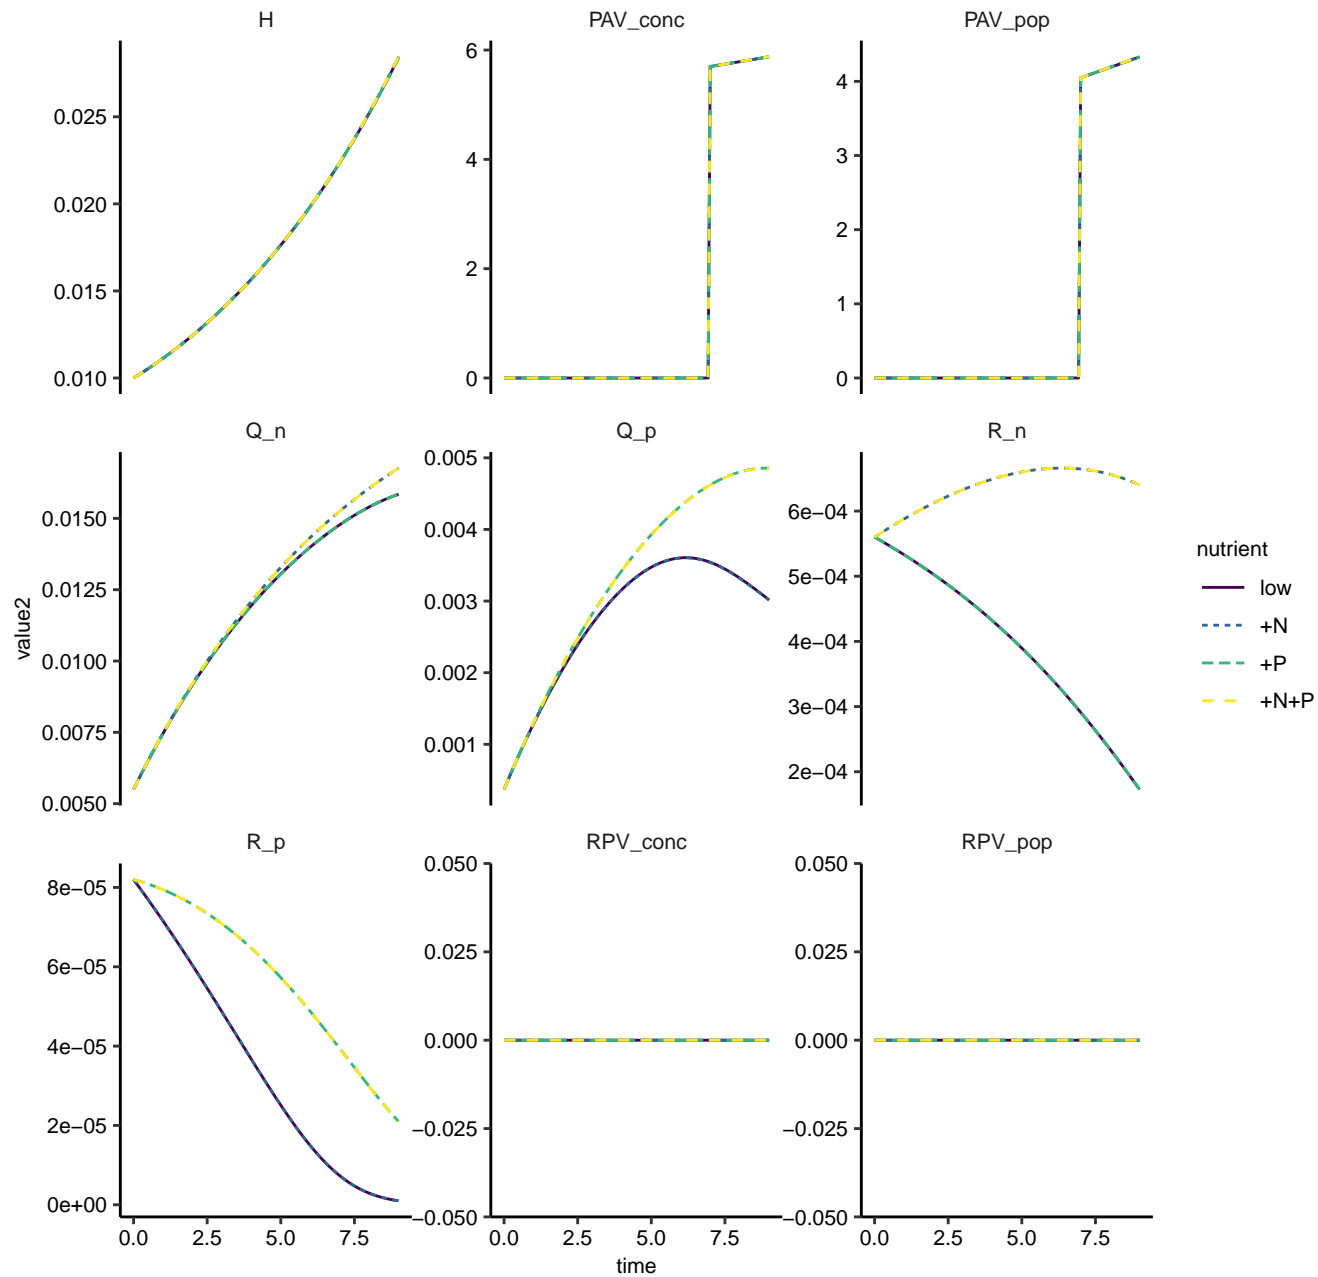 H
PAV_conc
PAV_pop
0.025
0.020
0.015
0.010
6
4
2
0
4
3
2
1
0
Q_n
Q_p
R_n
0.0150
0.0125
0.0100
0.0075
0.0050
0.005
0.004
0.003
0.002
0.001
6e−04
5e−04
4e−04
3e−04
2e−04
value2
nutrient
low
+N
+P
+N+P
R_p
RPV_conc
RPV_pop
8e−05
6e−05
4e−05
2e−05
0e+00
0.050
0.025
0.000
−0.025
−0.050
0.050
0.025
0.000
−0.025
−0.050
0.0 2.5 5.0 7.5
0.0 2.5 5.0 7.5
0.0 2.5 5.0 7.5
time